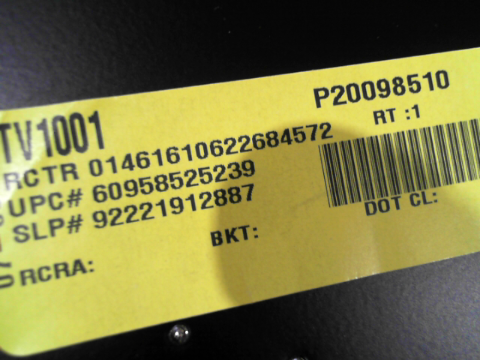 P20098510
TV1001
RT :1
RCTR 01461610622684572
UPC# 60958525239
SLP# 92221912887
DOT CL:
BKT:
RCRA: